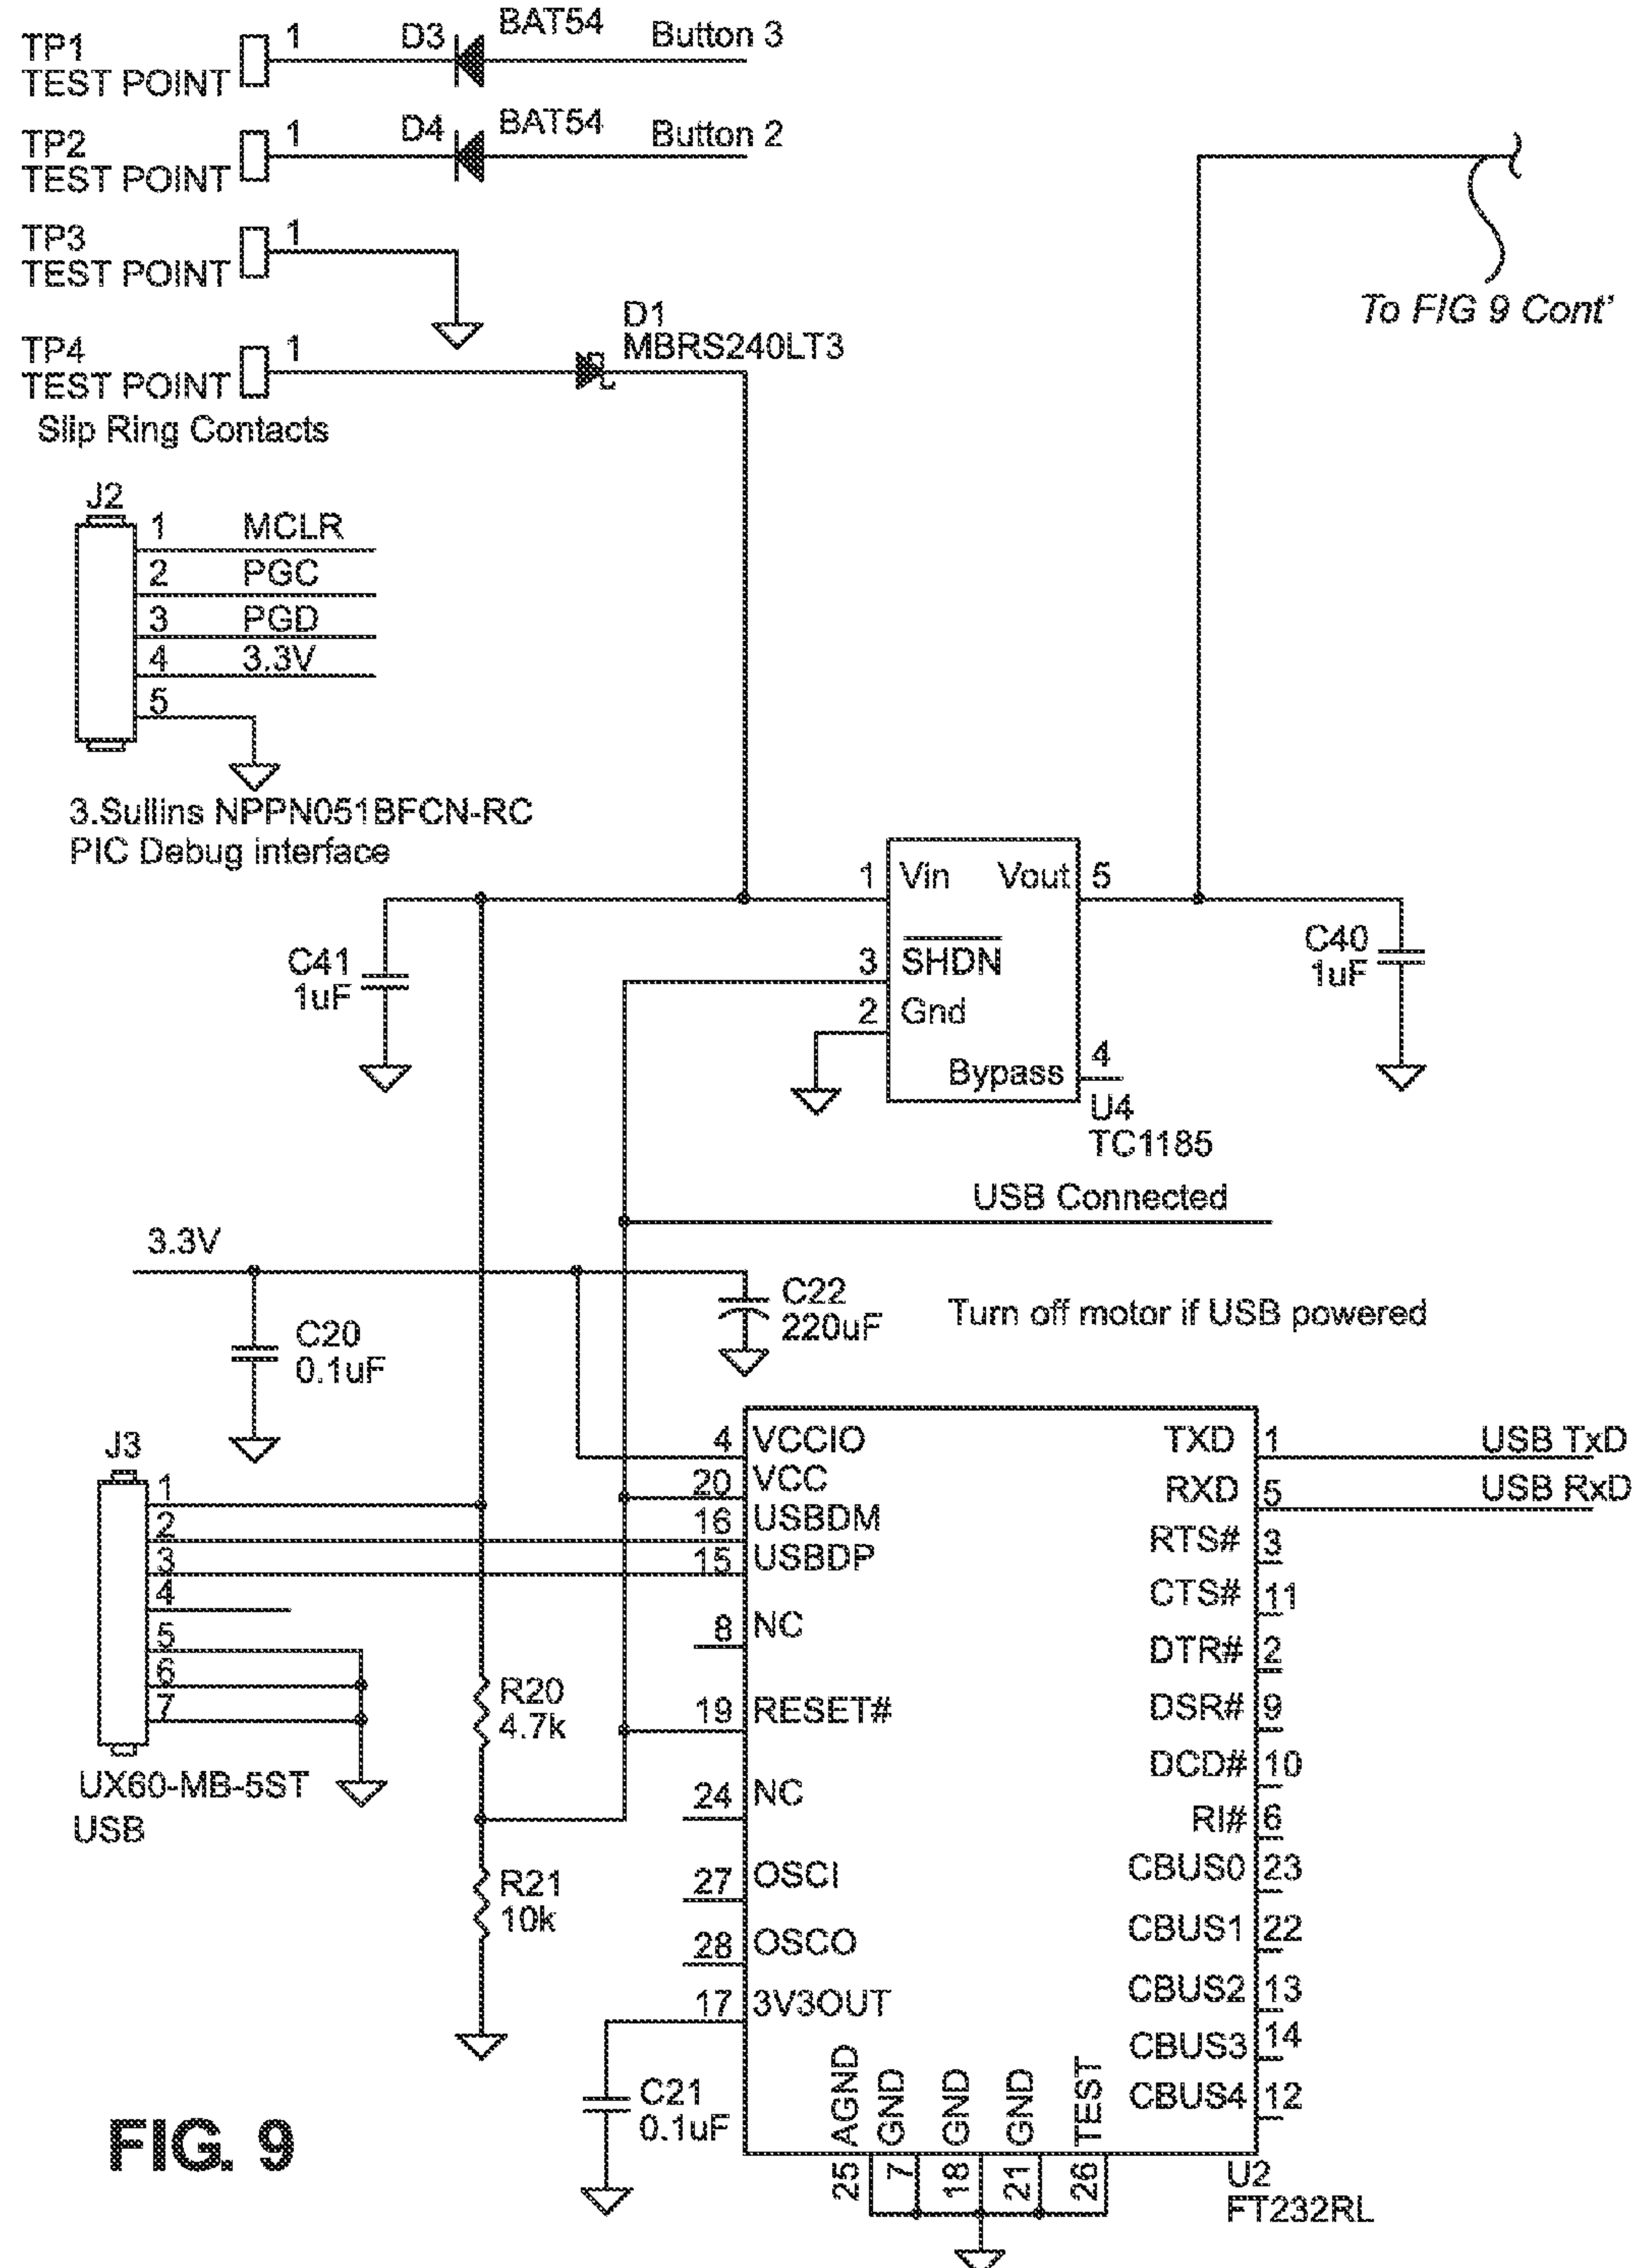 TP1
TEST POINT
1
D3
BAT54
Button 3
TP2
TEST POINT
1
D4
BAT54
Button 2
TP3
TEST POINT
1
To FIG 9 Cont'
TP4
TEST POINT
1
D1
MBRS240LT3
Slip Ring Contacts
J2
1 MCLR
2 PGC
3 PGD
4 3.3V
5
3.Sullins NPPN051BFCN-RC
PIC Debug interface
1 Vin Vout 5
3 SHDN
2 Gnd
Bypass 4
U4
TC1185
C41
1uF
C40
1uF
USB Connected
3.3V
C20
0.1uF
C22
220uF
Turn off motor if USB powered
J3
1
2
3
4
5
6
7
UX60-MB-5ST
USB
R20
4.7k
R21
10k
4 VCCIO
20 VCC
16 USBDM
15 USBDP
8 NC
19 RESET#
24 NC
27 OSCI
28 OSCO
17 3V3OUT
C21
0.1uF
TXD 1 USB TxD
RXD 5 USB RxD
RTS# 3
CTS# 11
DTR# 2
DSR# 9
DCD# 10
RI# 6
CBUS0 23
CBUS1 22
CBUS2 13
CBUS3 14
CBUS4 12
AGND 25
GND 7
GND 18
GND 21
TEST 26
U2
FT232RL
FIG. 9